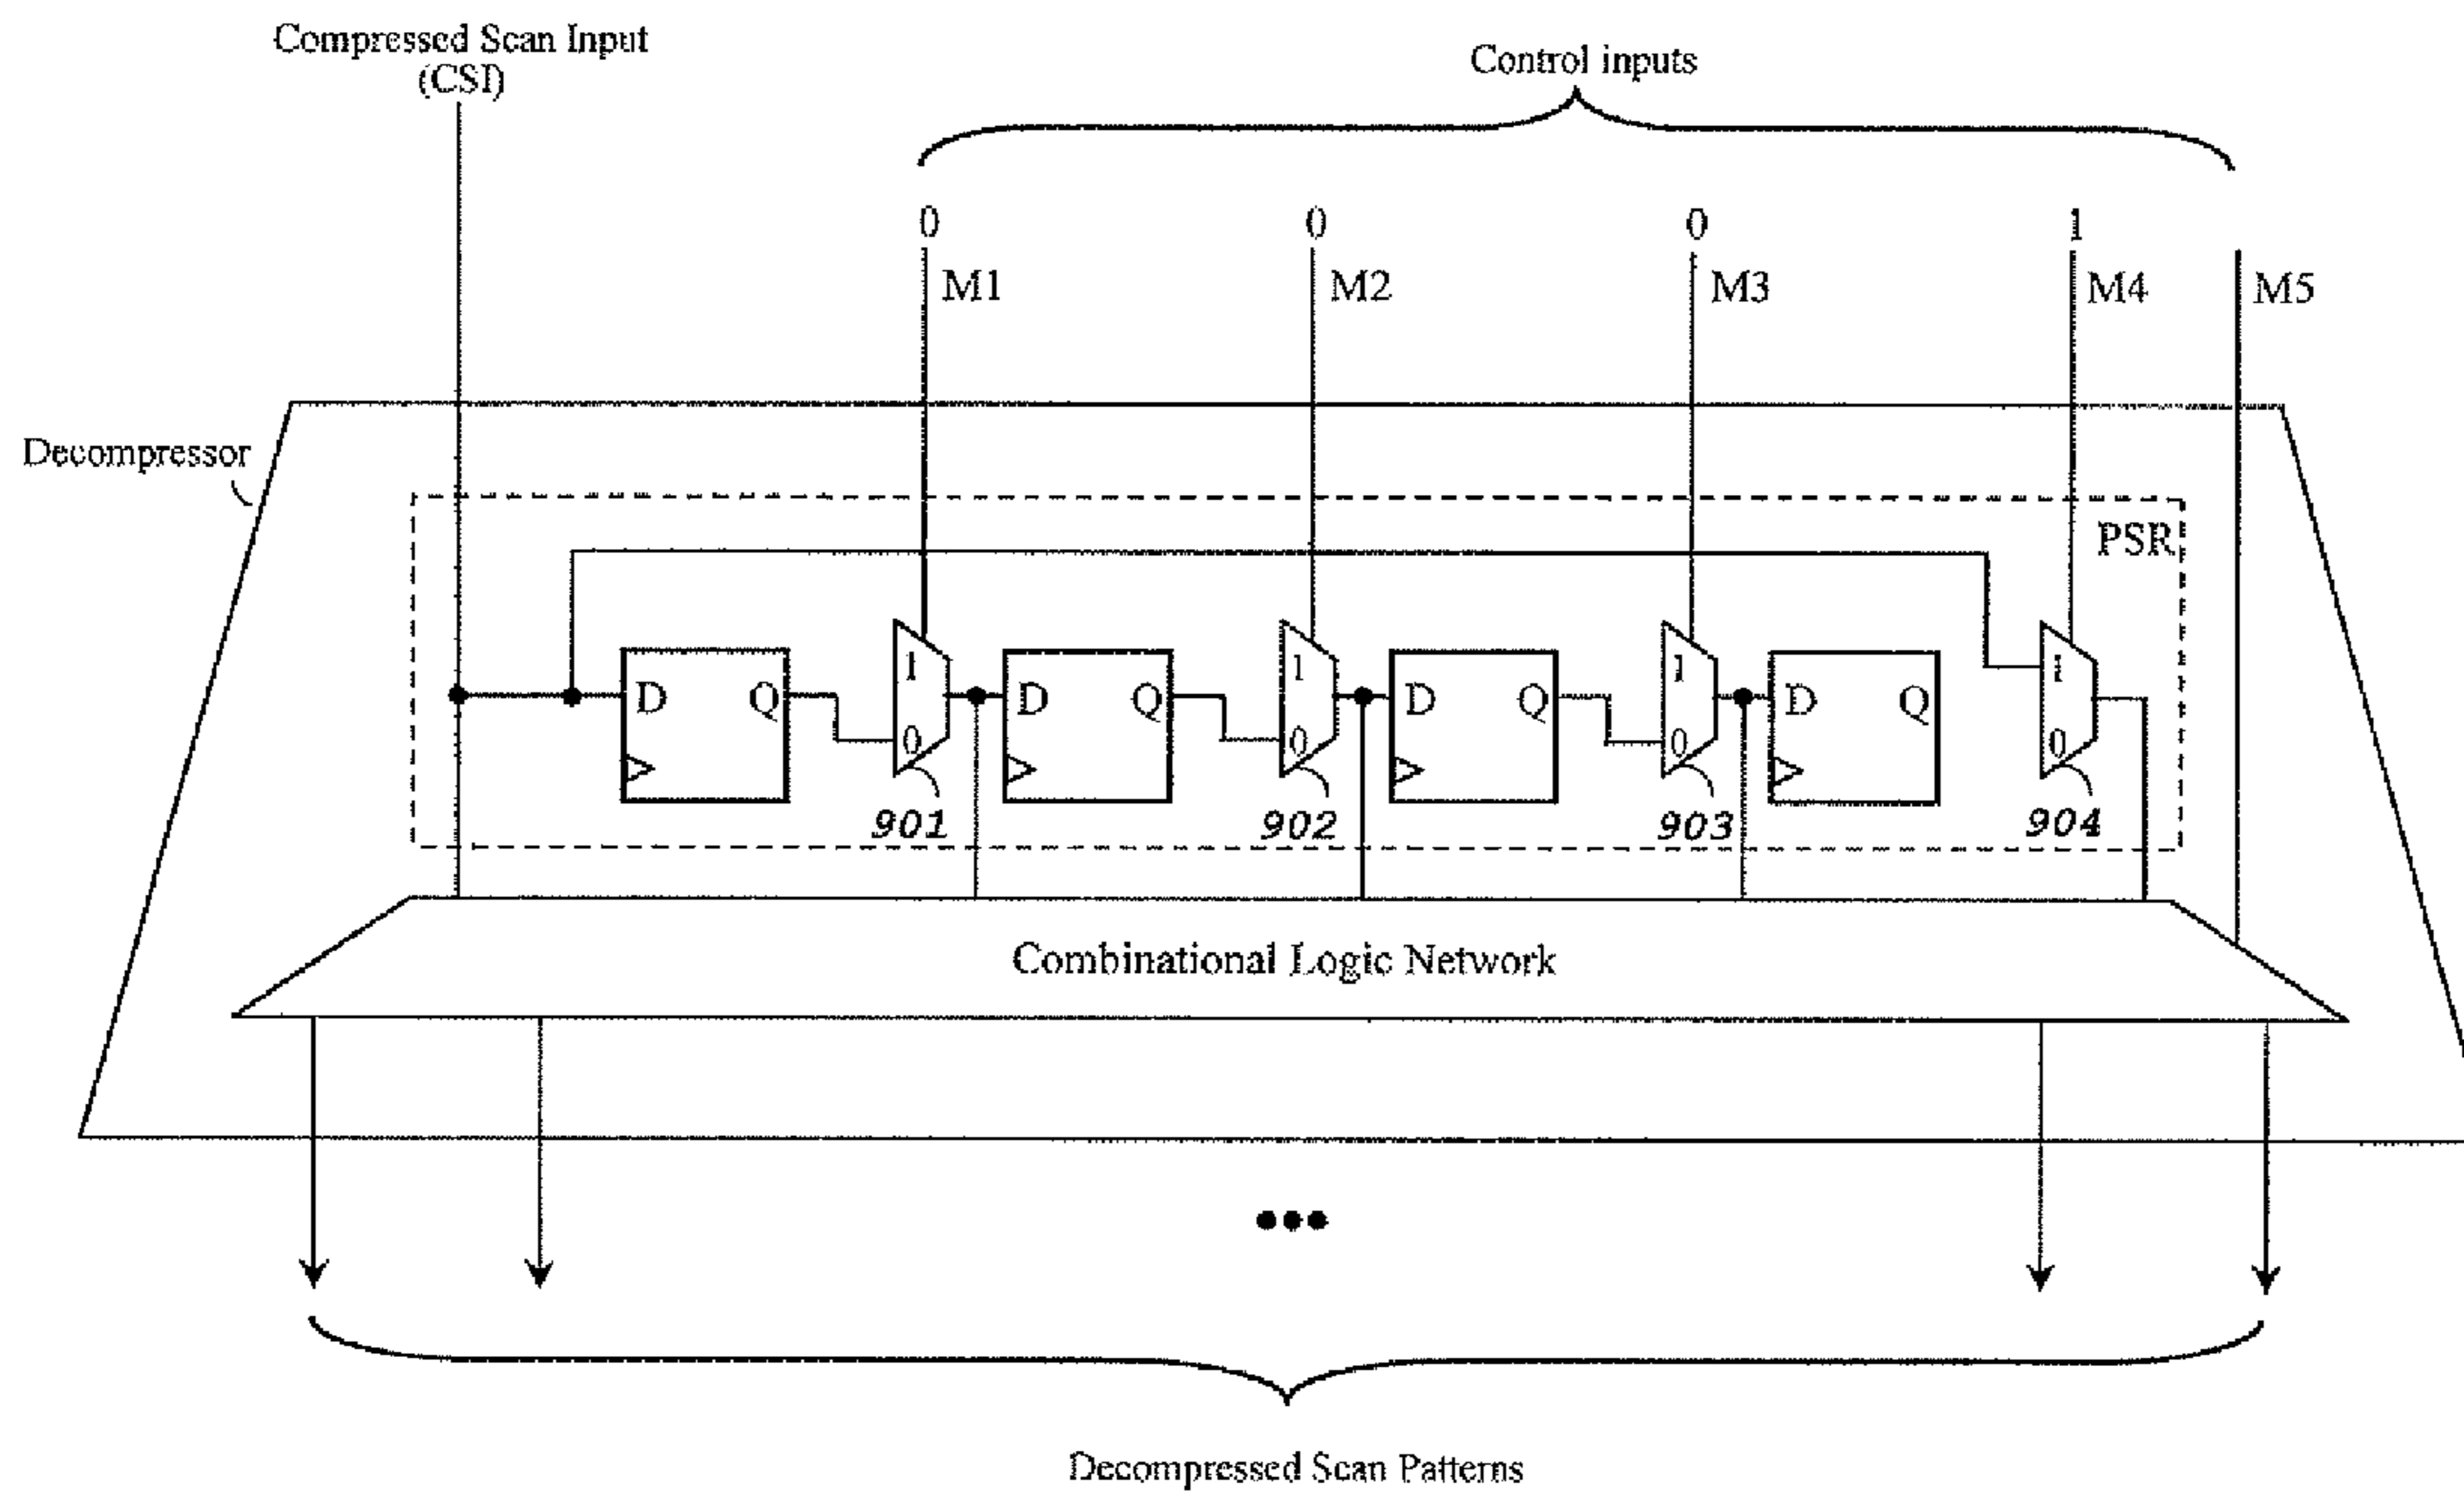 Compressed Scan Input
(CSI)
Control inputs
0
0
0
1
M1
M2
M3
M4
M5
Decompressor
PSR
D
Q
1
0
D
Q
1
0
D
Q
1
0
D
Q
1
0
901
902
903
904
Combinational Logic Network
Decompressed Scan Patterns